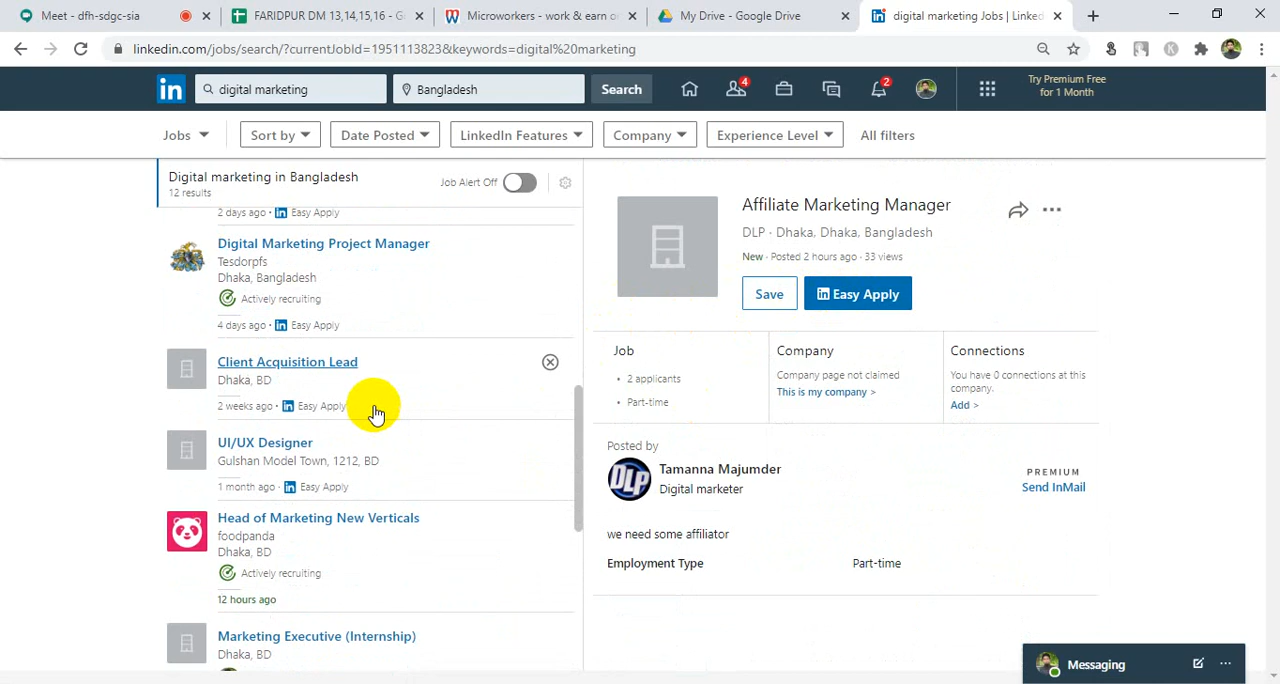 Meet - dfh-sdgc-sia
FARIDPUR DM 13,14,15,16 - G
Microworkers - work & earn o
My Drive - Google Drive
digital marketing Jobs | Linked
linkedin.com/jobs/search/?currentJobId=1951113823&keywords=digital%20marketing
in
digital marketing
Bangladesh
Search
4
2
Try Premium Free
for 1 Month
Jobs
Sort by
Date Posted
LinkedIn Features
Company
Experience Level
All filters
Digital marketing in Bangladesh
12 results
Job Alert Off
2 days ago · in Easy Apply
Digital Marketing Project Manager
Tesdorpfs
Dhaka, Bangladesh
Actively recruiting
4 days ago · in Easy Apply
Client Acquisition Lead
Dhaka, BD
2 weeks ago · in Easy Apply
UI/UX Designer
Gulshan Model Town, 1212, BD
1 month ago · in Easy Apply
Head of Marketing New Verticals
foodpanda
Dhaka, BD
Actively recruiting
12 hours ago
Marketing Executive (Internship)
Dhaka, BD
Affiliate Marketing Manager
DLP · Dhaka, Dhaka, Bangladesh
New · Posted 2 hours ago · 33 views
Save
in Easy Apply
Job
• 2 applicants
• Part-time
Company
Company page not claimed
This is my company >
Connections
You have 0 connections at this
company.
Add >
Posted by
DLP
Tamanna Majumder
Digital marketer
PREMIUM
Send InMail
we need some affiliator
Employment Type
Part-time
Messaging